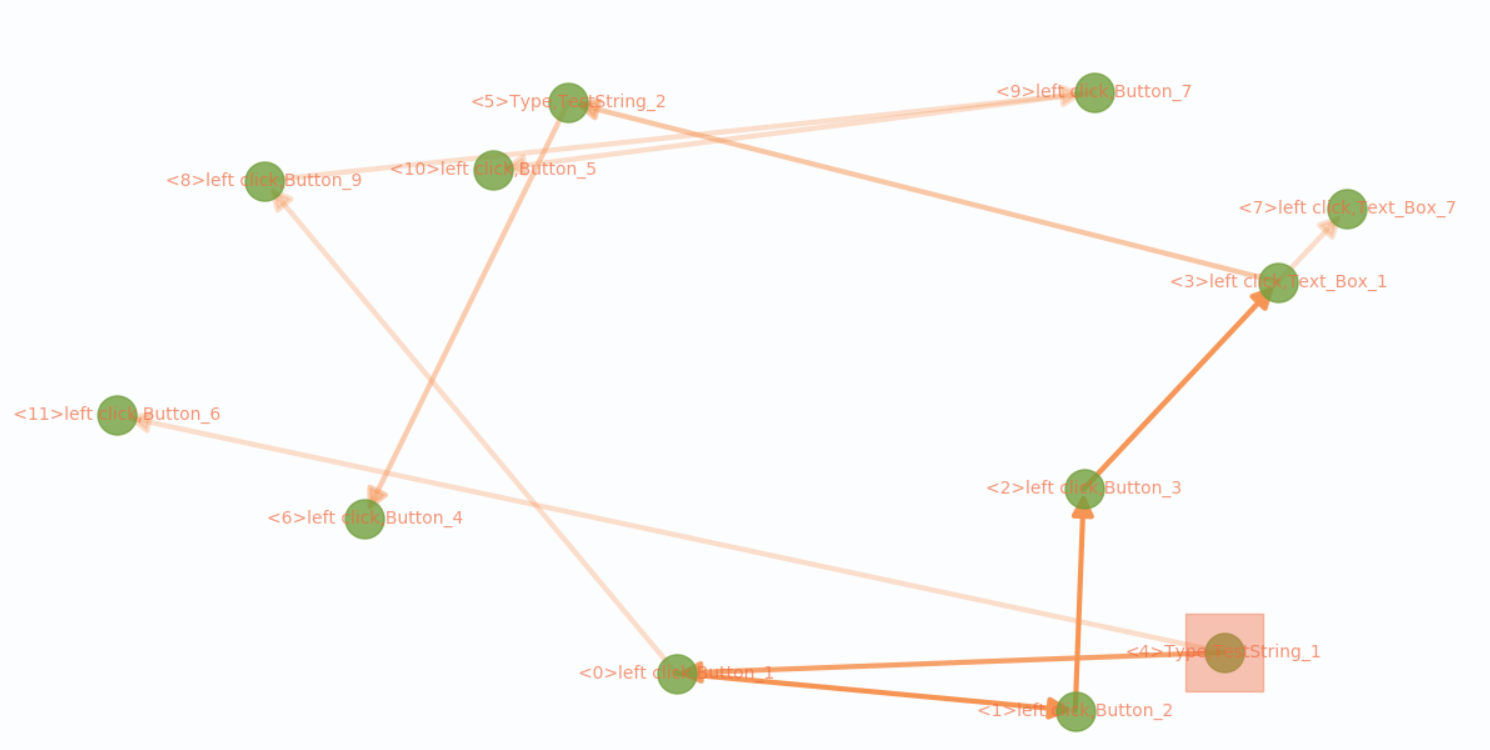 <9>left click,Button_7
<5>Type,TestString_2
<10>left click,Button_5
<8>left click,Button_9
<7>left click,Text_Box_7
<3>left click,Text_Box_1
<11>left click,Button_6
<2>left click,Button_3
<6>left click,Button_4
<4>Type,TestString_1
<0>left click,Button_1
<1>left click,Button_2